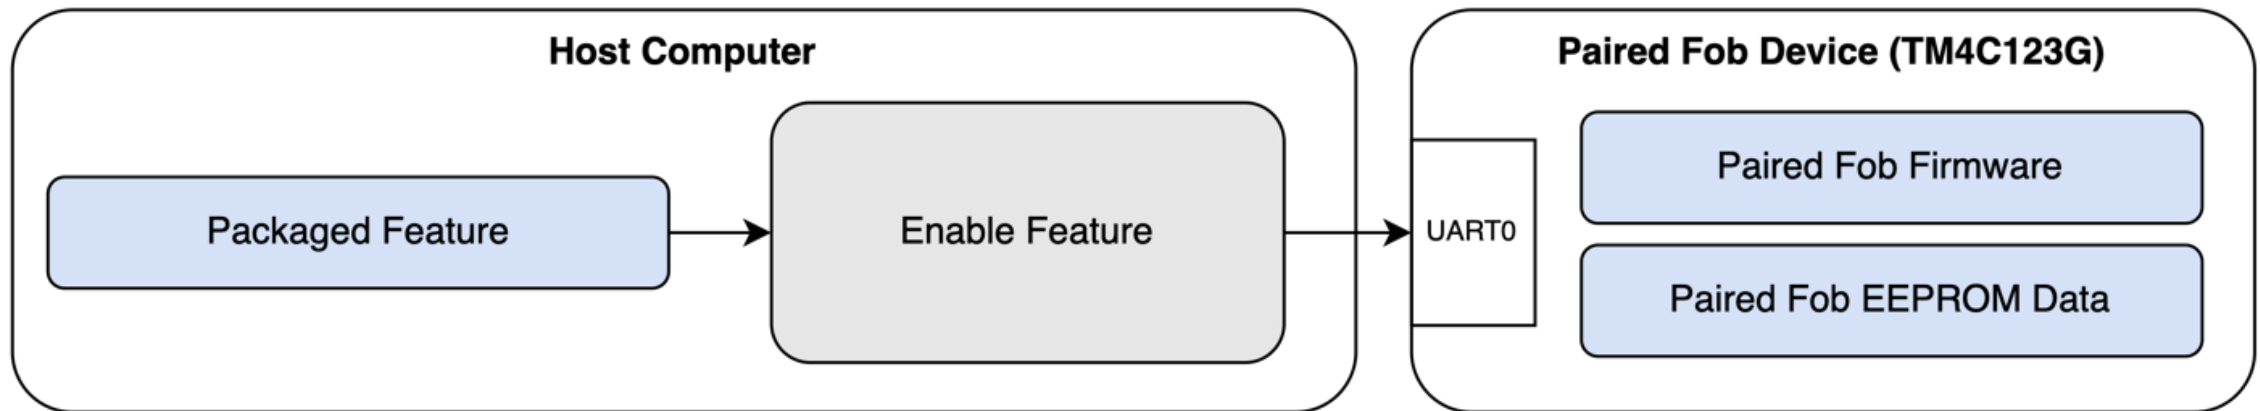 Host Computer
Packaged Feature
Enable Feature
Paired Fob Device (TM4C123G)
UART0
Paired Fob Firmware
Paired Fob EEPROM Data